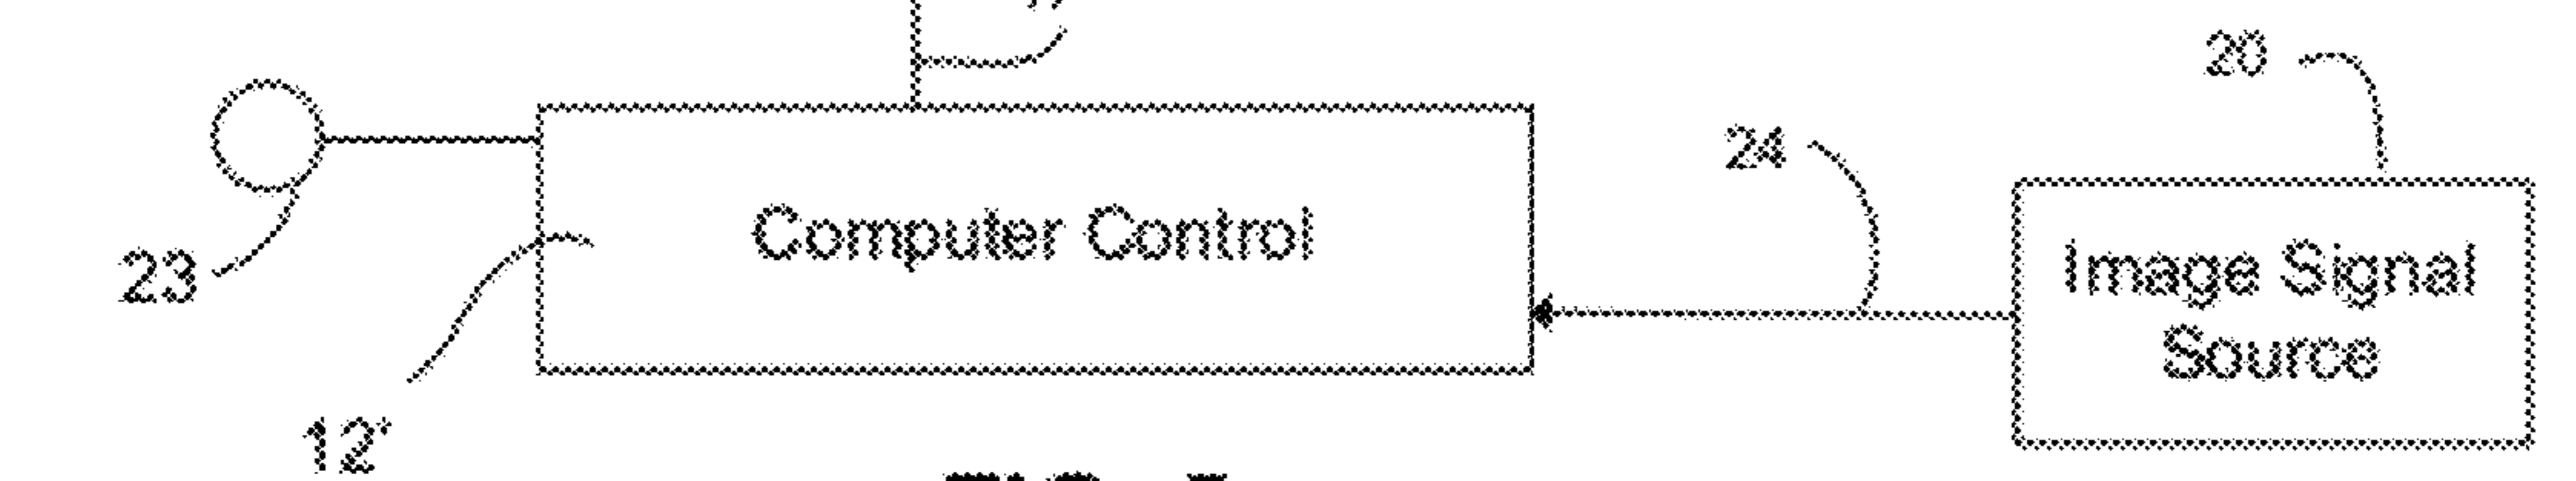 20
24
Computer Control
Image Signal
Source
23
12'